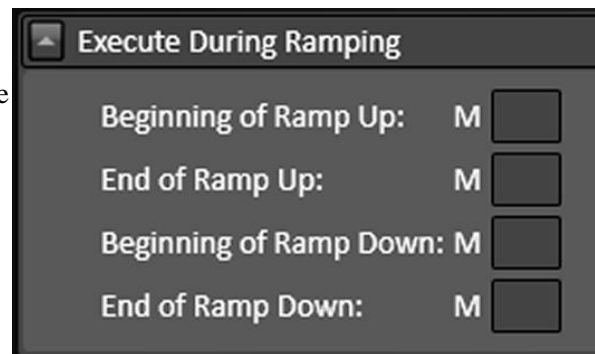 Execute During Ramping
e
Beginning of Ramp Up: M
End of Ramp Up: M
Beginning of Ramp Down: M
End of Ramp Down: M